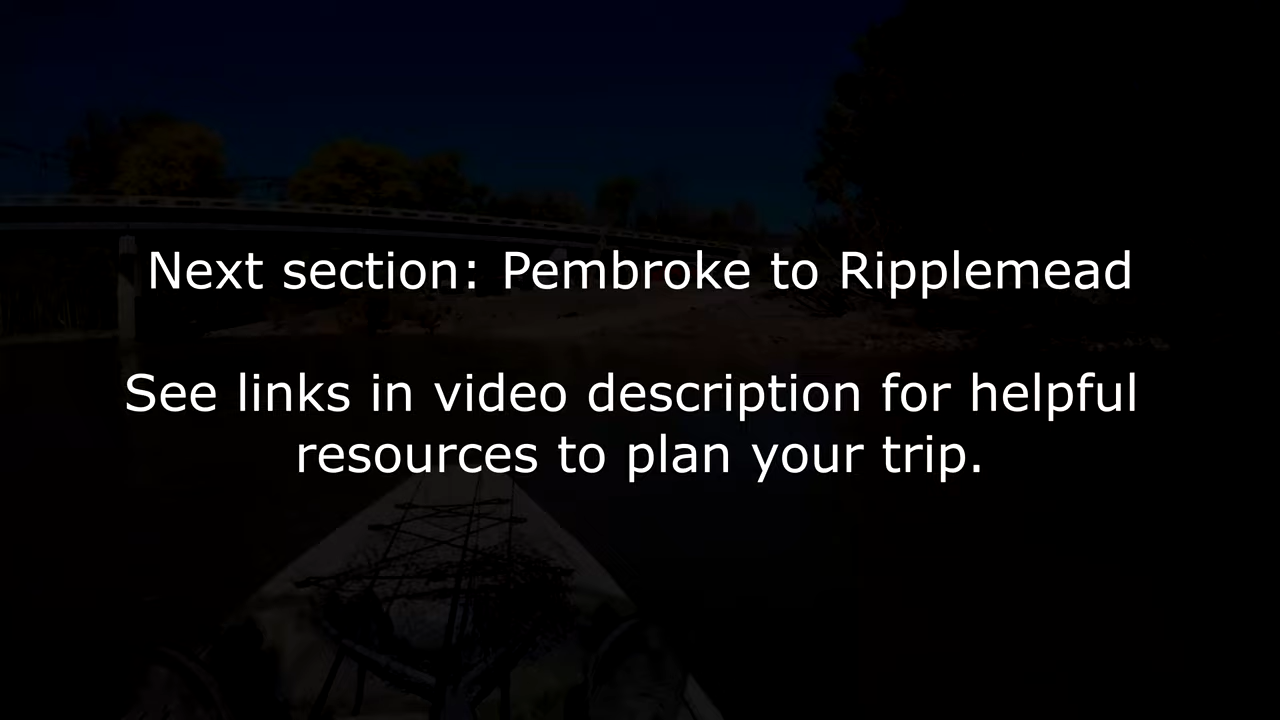 Next section: Pembroke to Ripplemead
See links in video description for helpful
resources to plan your trip.